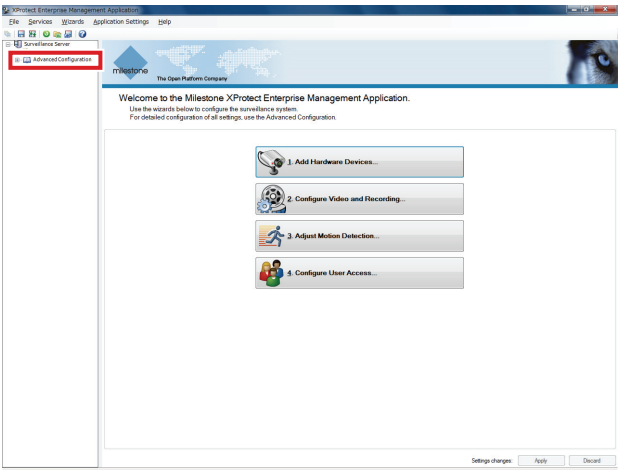 XProtect Enterprise Management Application
File Services Wizards Application Settings Help
Surveillance Server
Advanced Configuration
milestone
The Open Platform Company
Welcome to the Milestone XProtect Enterprise Management Application.
Use the wizards below to configure the surveillance system.
For detailed configuration of all settings, use the Advanced Configuration.
1. Add Hardware Devices...
2. Configure Video and Recording...
3. Adjust Motion Detection...
4. Configure User Access...
Settings changes: Apply Discard